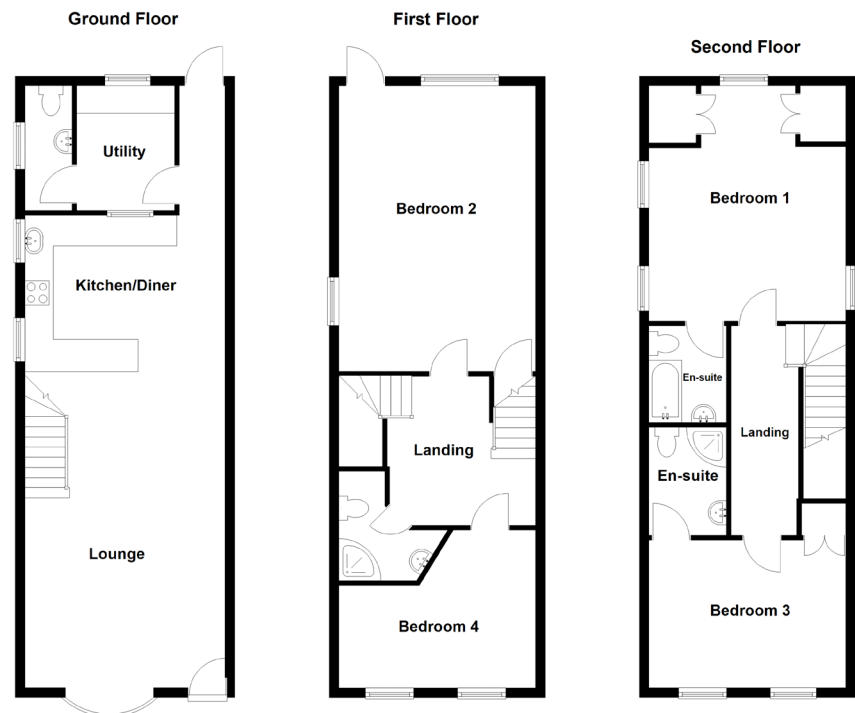 Ground Floor
Utility
Kitchen/Diner
Lounge
First Floor
Bedroom 2
Landing
Bedroom 4
Second Floor
Bedroom 1
En-suite
Landing
En-suite
Bedroom 3